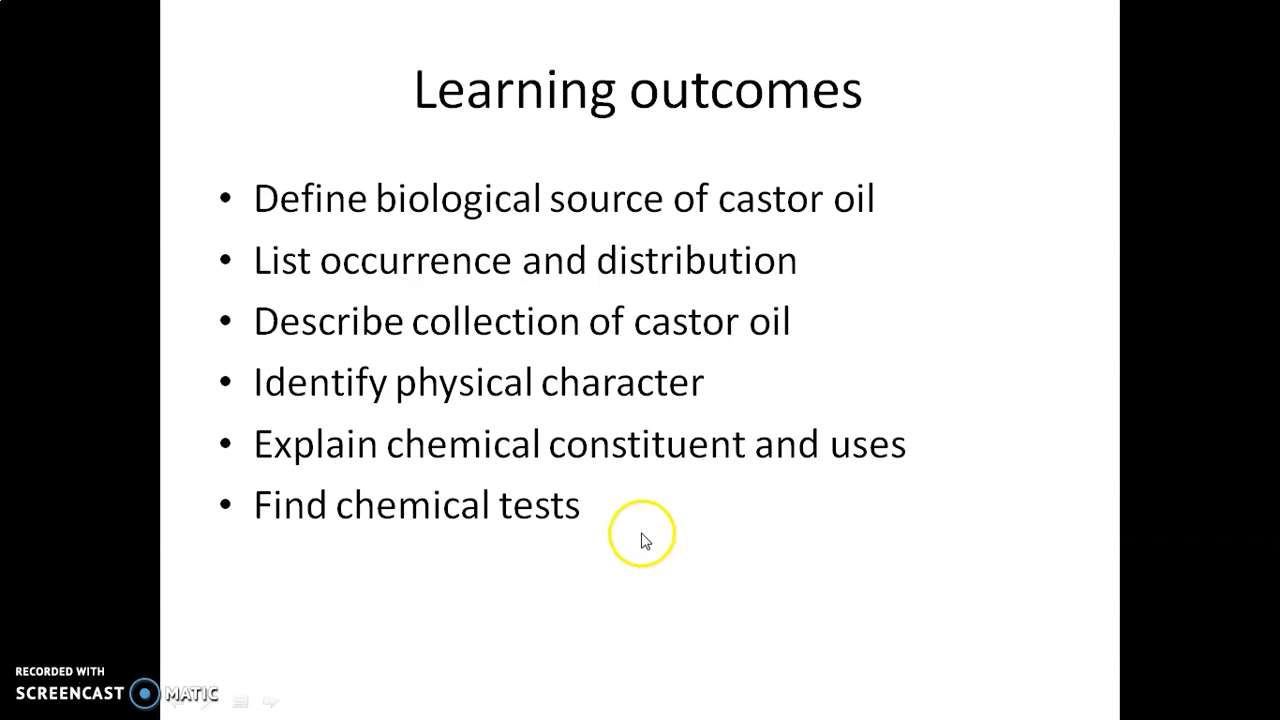 Learning outcomes
• Define biological source of castor oil
• List occurrence and distribution
• Describe collection of castor oil
• Identify physical character
• Explain chemical constituent and uses
• Find chemical tests
RECORDED WITH
SCREENCAST MATIC